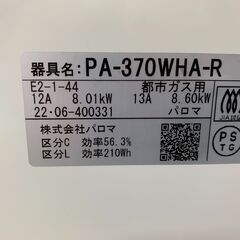 器具名：PA-370WHA-R
E2-1-44 都市ガス用
12A 8.01kW 13A 8.60kW
22・06-400331 パロマ
株式会社パロマ
区分C 効率56.3%
区分L 効率210Wh
PS
TG